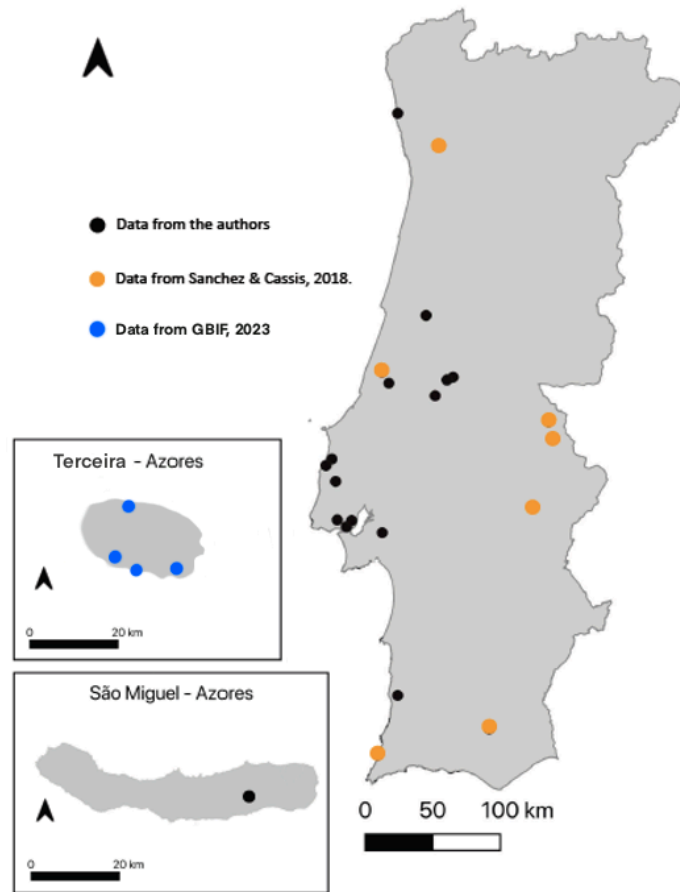 Data from the authors
Data from Sanchez & Cassis, 2018.
Data from GBIF, 2023
Terceira - Azores
0 20 km
São Miguel - Azores
0 20 km
0 50 100 km